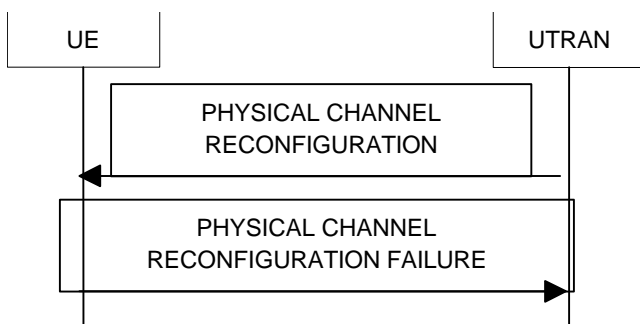 UE
UTRAN
PHYSICAL CHANNEL
RECONFIGURATION
PHYSICAL CHANNEL
RECONFIGURATION FAILURE